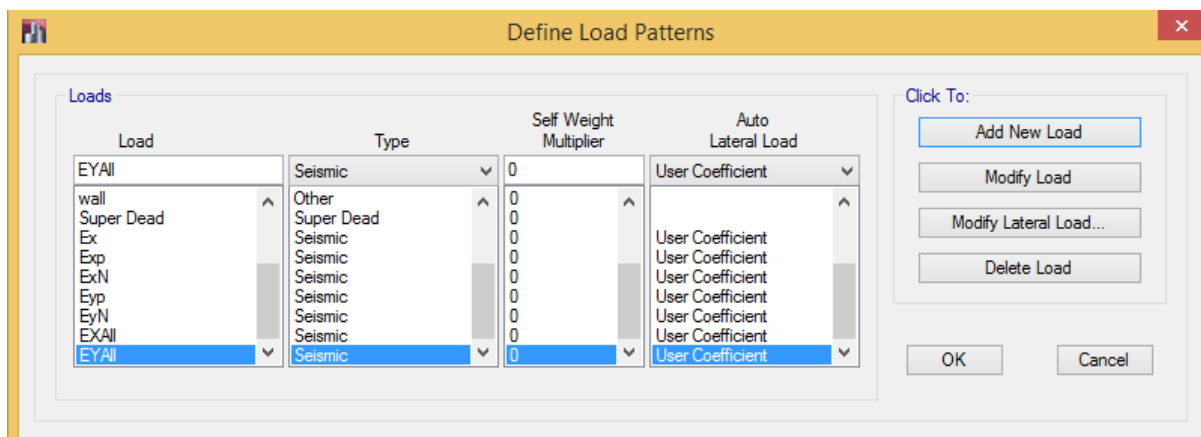 Define Load Patterns
Loads
Click To:
Load Type Self Weight Multiplier Auto Lateral Load
EYAll Seismic 0 User Coefficient
wall Other 0
Super Dead Super Dead 0
Ex Seismic 0 User Coefficient
Exp Seismic 0 User Coefficient
ExN Seismic 0 User Coefficient
Eyp Seismic 0 User Coefficient
EyN Seismic 0 User Coefficient
EXAll Seismic 0 User Coefficient
EYAll Seismic 0 User Coefficient
Add New Load
Modify Load
Modify Lateral Load...
Delete Load
OK
Cancel